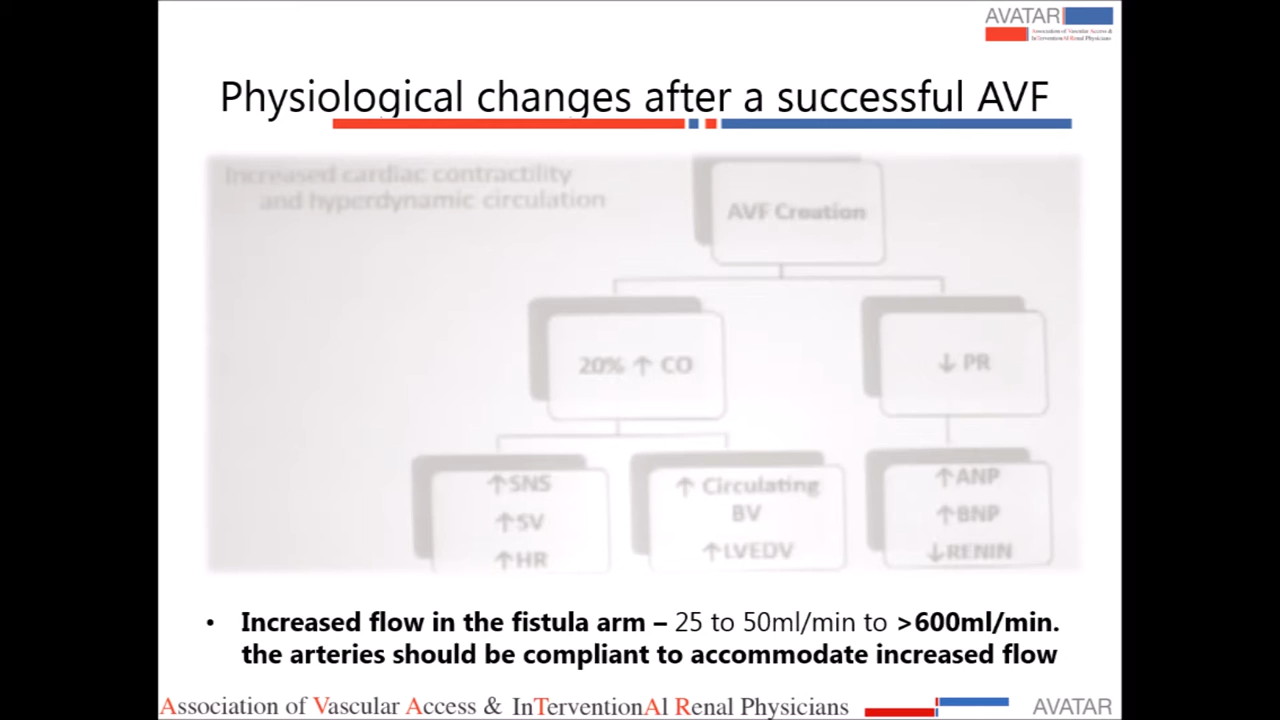 AVATAR
Association of Vascular Access &
InTerventionAl Renal Physicians
Physiological changes after a successful AVF
Increased cardiac contractility
and hyperdynamic circulation
AVF Creation
20% ↑ CO
↓ PR
↑SNS
↑SV
↑HR
↑ Circulating
BV
↑LVEDV
↑ANP
↑BNP
↓RENIN
• Increased flow in the fistula arm – 25 to 50ml/min to >600ml/min.
the arteries should be compliant to accommodate increased flow
Association of Vascular Access & InTerventionAl Renal Physicians
AVATAR